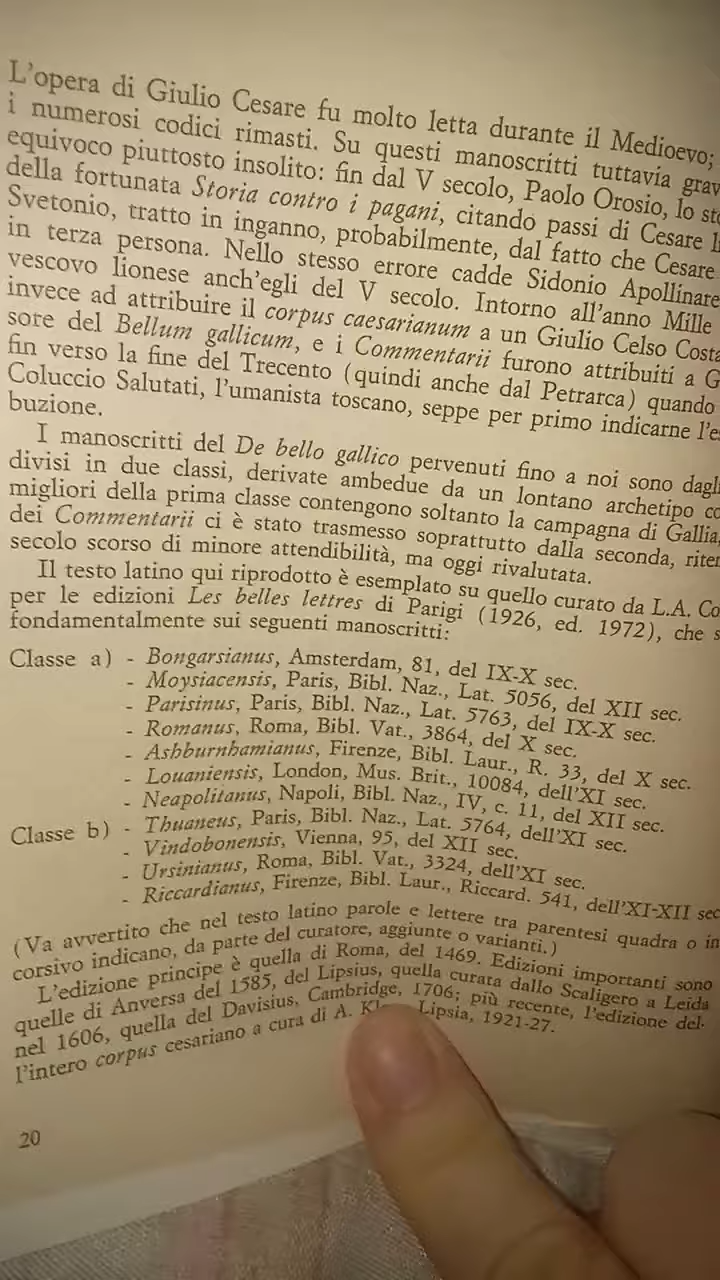 L'opera di Giulio Cesare fu molto letta durante il Medioevo;
i numerosi codici rimasti. Su questi manoscritti tuttavia
equivoco piuttosto insolito: fin dal V secolo, Paolo Orosio, lo
della fortunata Storia contro i pagani, citando passi di Cesare
Svetonio, tratto in inganno, probabilmente, dal fatto che Cesare
in terza persona. Nello stesso errore cadde Sidonio Apollinare
vescovo lionese anch'egli del V secolo. Intorno all'anno Mille
invece ad attribuire il corpus caesarianum a un Giulio Celso
sore del Bellum gallicum, e i Commentarii furono attribuiti a
fin verso la fine del Trecento (quindi anche dal Petrarca) quando
Coluccio Salutati, l'umanista toscano, seppe per primo indicarne
buzione.
I manoscritti del De bello gallico pervenuti fino a noi sono
divisi in due classi, derivate ambedue da un lontano archetipo
migliori della prima classe contengono soltanto la campagna di Gallia,
dei Commentarii ci è stato trasmesso soprattutto dalla seconda,
secolo scorso di minore attendibilità, ma oggi rivalutata.
Il testo latino qui riprodotto è esemplato su quello curato da L.A.
per le edizioni Les belles lettres di Parigi (1926, ed. 1972), che
fondamentalmente sui seguenti manoscritti:
Classe a) - Bongarsianus, Amsterdam, 81, del IX-X sec.
- Moysiacensis, Paris, Bibl. Naz., Lat. 5056, del XII sec.
- Parisinus, Paris, Bibl. Naz., Lat. 5763, del IX-X sec.
- Romanus, Roma, Bibl. Vat., 3864, del X sec.
- Ashburnhamianus, Firenze, Bibl. Laur., R. 33, del X sec.
- Louaniensis, London, Mus. Brit., 10084, dell'XI sec.
- Neapolitanus, Napoli, Bibl. Naz., IV, c. 11, del XII sec.
Classe b) - Thuaneus, Paris, Bibl. Naz., Lat. 5764, dell'XI sec.
- Vindobonensis, Vienna, 95, del XII sec.
- Ursinianus, Roma, Bibl. Vat., 3324, dell'XI sec.
- Riccardianus, Firenze, Bibl. Laur., Riccard. 541, dell'XI-XII sec
(Va avvertito che nel testo latino parole e lettere tra parentesi quadra o in
corsivo indicano, da parte del curatore, aggiunte o varianti.)
L'edizione principe è quella di Roma, del 1469. Edizioni importanti sono
quelle di Anversa del 1585, del Lipsius, quella curata dallo Scaligero a Leida
nel 1606, quella del Davisius, Cambridge, 1706; più recente, l'edizione del-
l'intero corpus cesariano a cura di A. Lipsia, 1921-27.
20